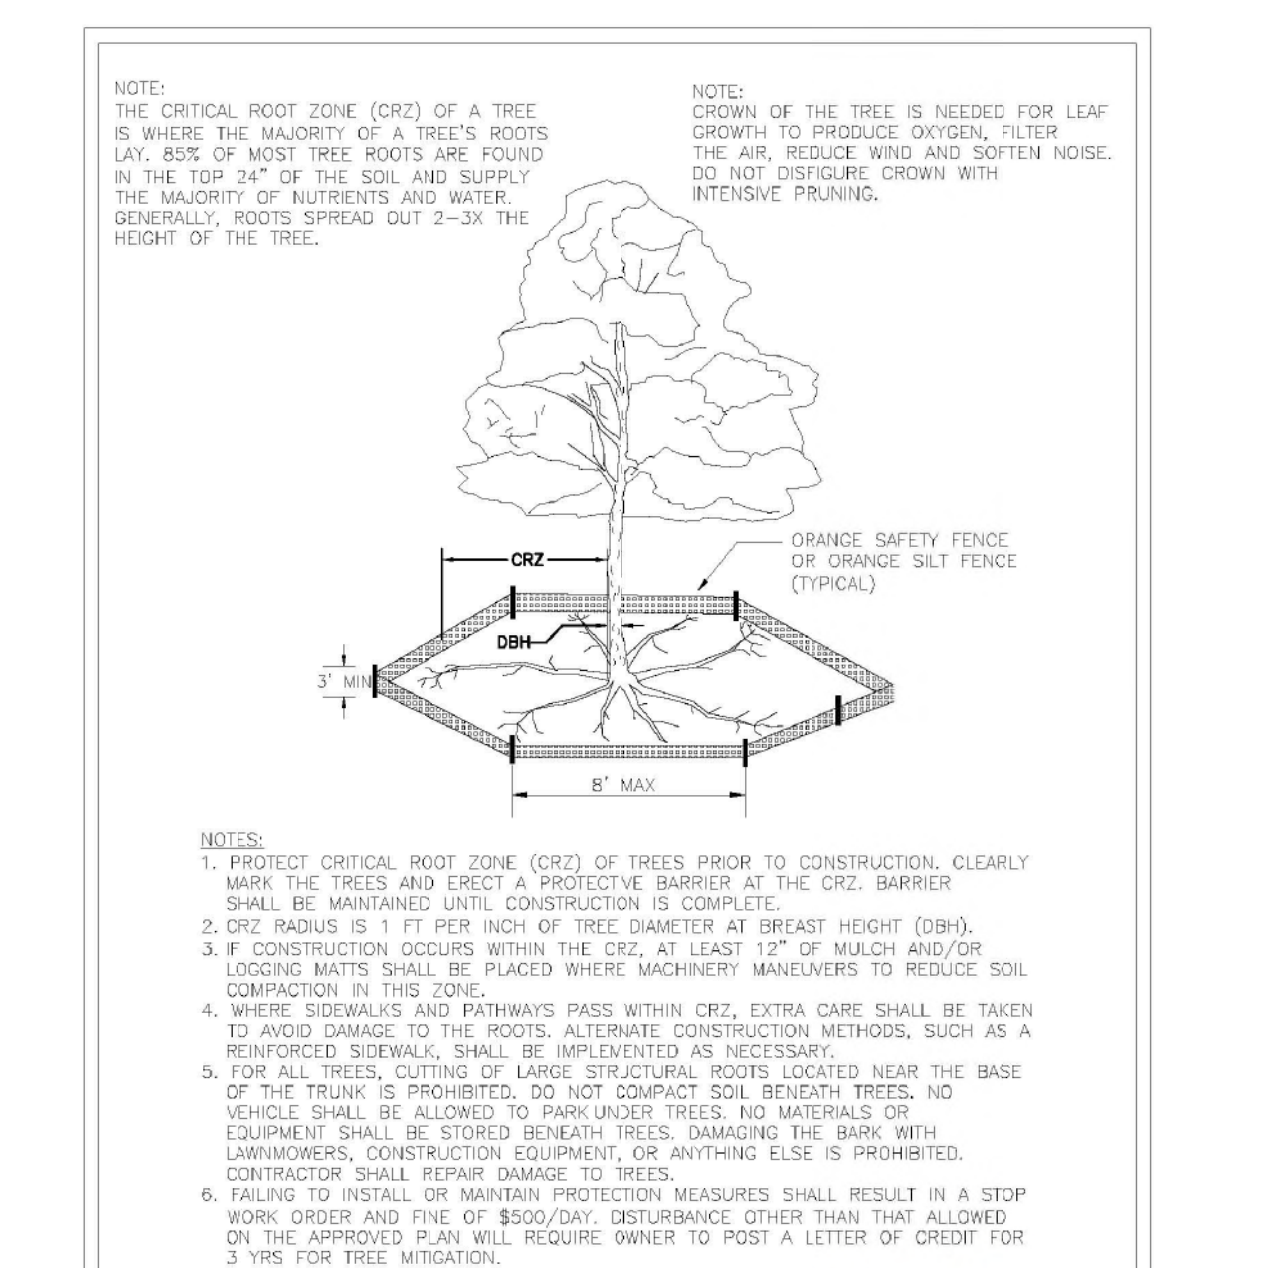 NOTE:
THE CRITICAL ROOT ZONE (CRZ) OF A TREE
IS WHERE THE MAJORITY OF A TREE'S ROOTS
LAY. 85% OF MOST TREE ROOTS ARE FOUND
IN THE TOP 24" OF THE SOIL AND SUPPLY
THE MAJORITY OF NUTRIENTS AND WATER.
GENERALLY, ROOTS SPREAD OUT 2-3X THE
HEIGHT OF THE TREE.
NOTE:
CROWN OF THE TREE IS NEEDED FOR LEAF
GROWTH TO PRODUCE OXYGEN, FILTER
THE AIR, REDUCE WIND AND SOFTEN NOISE.
DO NOT DISFIGURE CROWN WITH
INTENSIVE PRUNING.
ORANGE SAFETY FENCE
OR ORANGE SILT FENCE
(TYPICAL)
CRZ
DBH
3' MIN
8' MAX
NOTES:
1. PROTECT CRITICAL ROOT ZONE (CRZ) OF TREES PRIOR TO CONSTRUCTION. CLEARLY
MARK THE TREES AND ERECT A PROTECTVE BARRIER AT THE CRZ. BARRIER
SHALL BE MAINTAINED UNTIL CONSTRUCTION IS COMPLETE.
2. CRZ RADIUS IS 1 FT PER INCH OF TREE DIAMETER AT BREAST HEIGHT (DBH).
3. IF CONSTRUCTION OCCURS WITHIN THE CRZ, AT LEAST 12" OF MULCH AND/OR
LOGGING MATTS SHALL BE PLACED WHERE MACHINERY MANEUVERS TO REDUCE SOIL
COMPACTION IN THIS ZONE.
4. WHERE SIDEWALKS AND PATHWAYS PASS WITHIN CRZ, EXTRA CARE SHALL BE TAKEN
TO AVOID DAMAGE TO THE ROOTS. ALTERNATE CONSTRUCTION METHODS, SUCH AS A
REINFORCED SIDEWALK, SHALL BE IMPLEMENTED AS NECESSARY.
5. FOR ALL TREES, CUTTING OF LARGE STRUCTURAL ROOTS LOCATED NEAR THE BASE
OF THE TRUNK IS PROHIBITED. DO NOT COMPACT SOIL BENEATH TREES. NO
VEHICLE SHALL BE ALLOWED TO PARK UNDER TREES. NO MATERIALS OR
EQUIPMENT SHALL BE STORED BENEATH TREES. DAMAGING THE BARK WITH
LAWNMOWERS, CONSTRUCTION EQUIPMENT, OR ANYTHING ELSE IS PROHIBITED.
CONTRACTOR SHALL REPAIR DAMAGE TO TREES.
6. FAILING TO INSTALL OR MAINTAIN PROTECTION MEASURES SHALL RESULT IN A STOP
WORK ORDER AND FINE OF $500/DAY. DISTURBANCE OTHER THAN THAT ALLOWED
ON THE APPROVED PLAN WILL REQUIRE OWNER TO POST A LETTER OF CREDIT FOR
3 YRS FOR TREE MITIGATION.